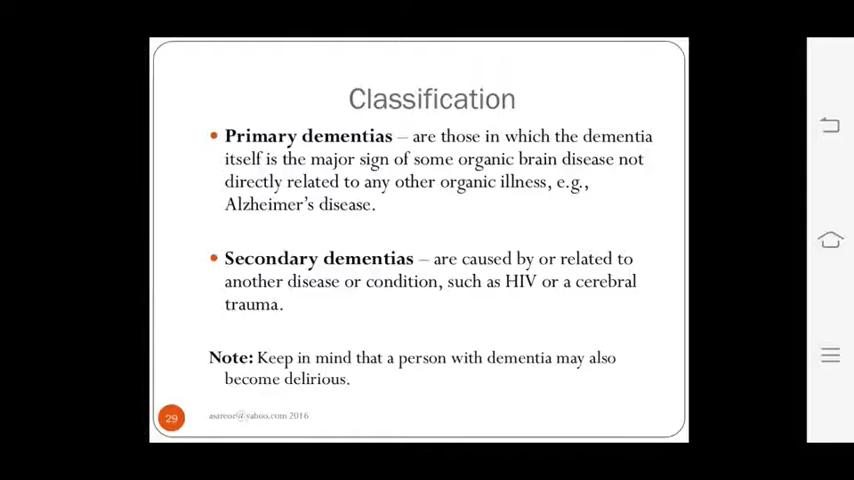 Classification
• Primary dementias – are those in which the dementia
itself is the major sign of some organic brain disease not
directly related to any other organic illness, e.g.,
Alzheimer's disease.
• Secondary dementias – are caused by or related to
another disease or condition, such as HIV or a cerebral
trauma.
Note: Keep in mind that a person with dementia may also
become delirious.
29
asareor@yahoo.com 2016